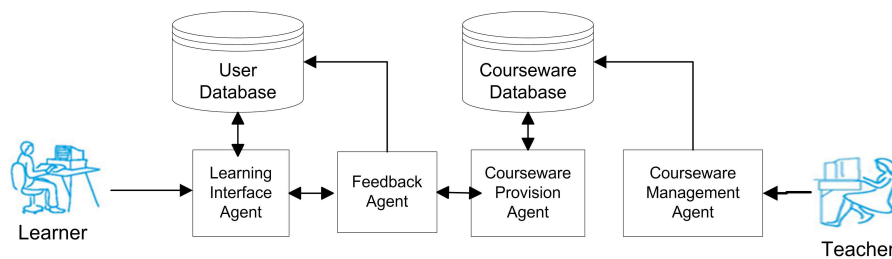 User
Database
Courseware
Database
Learning
Interface
Agent
Feedback
Agent
Courseware
Provision
Agent
Courseware
Management
Agent
Learner
Teacher